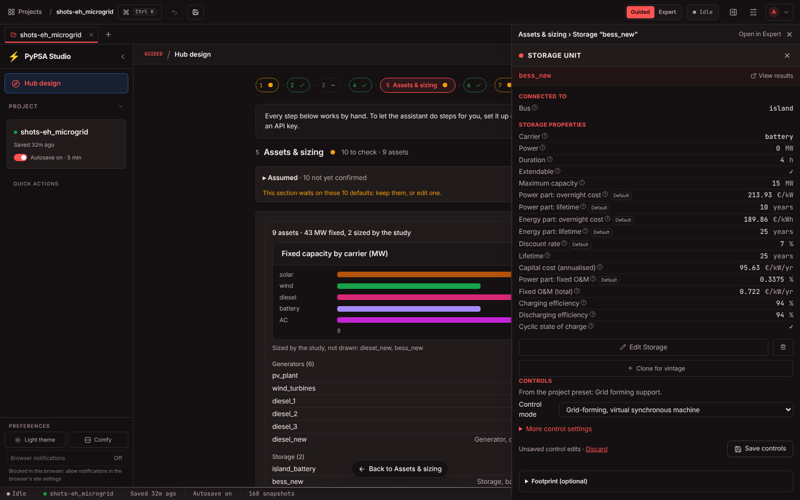 Projects / shots-eh_microgrid
Ctrl K
Guided Expert
Idle
A
shots-eh_microgrid
PyPSA Studio
Hub design
PROJECT
shots-eh_microgrid
Saved 32m ago
Autosave on · 5 min
QUICK ACTIONS
PREFERENCES
Light theme
Comfy
Browser notifications Off
Blocked in this browser: allow notifications in the
browser's site settings
GUIDED / Hub design
1 2 3 4 5 Assets & sizing 6 7
Every step below works by hand. To let the assistant do steps for you, set it up
an API key.
5 Assets & sizing 10 to check · 9 assets
Assumed · 10 not yet confirmed
This section waits on these 10 defaults: keep them, or edit one.
9 assets · 43 MW fixed, 2 sized by the study
Fixed capacity by carrier (MW)
solar
wind
diesel
battery
AC
0
Sized by the study, not drawn: diesel_new, bess_new
Generators (6)
pv_plant
wind_turbines
diesel_1
diesel_2
diesel_3
diesel_new Generator,
Storage (2)
island_battery
bess_new Storage,
Back to Assets & sizing
Assets & sizing › Storage “bess_new”
Open in Expert
STORAGE UNIT
bess_new
View results
CONNECTED TO
Bus island
STORAGE PROPERTIES
Carrier battery
Power 0 MW
Duration 4 h
Extendable ✓
Maximum capacity 15 MW
Power part: overnight cost Default 213.93 €/kW
Power part: lifetime Default 10 years
Energy part: overnight cost Default 189.86 €/kWh
Energy part: lifetime Default 25 years
Discount rate Default 7 %
Lifetime 25 years
Capital cost (annualised) 95.63 €/kW/yr
Power part: fixed O&M Default 0.3375 %
Fixed O&M (total) 0.722 €/kW/yr
Charging efficiency 94 %
Discharging efficiency 94 %
Cyclic state of charge ✓
Edit Storage
Clone for vintage
CONTROLS
From the project preset: Grid forming support.
Control mode
Grid-forming, virtual synchronous machine
More control settings
Unsaved control edits · Discard
Save controls
Footprint (optional)
Idle · shots-eh_microgrid · Saved 32m ago · Autosave on · 168 snapshots